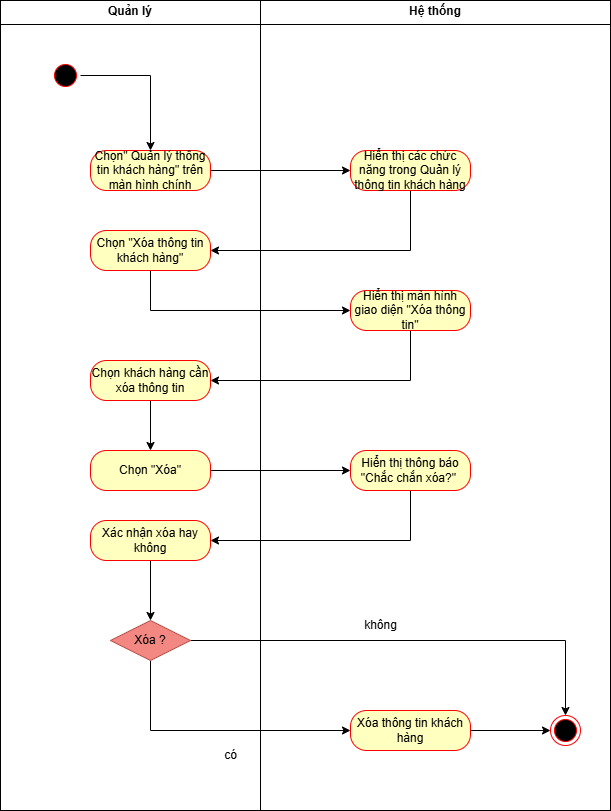 Quản lý
Hệ thống
Chọn" Quản lý thông
tin khách hàng" trên
màn hình chính
Hiển thị các chức
năng trong Quản lý
thông tin khách hàng
Chọn "Xóa thông tin
khách hàng"
Hiển thị màn hình
giao diện "Xóa thông
tin"
Chọn khách hàng cần
xóa thông tin
Chọn "Xóa"
Hiển thị thông báo
"Chắc chắn xóa?"
Xác nhận xóa hay
không
Xóa ?
không
Xóa thông tin khách
hàng
có